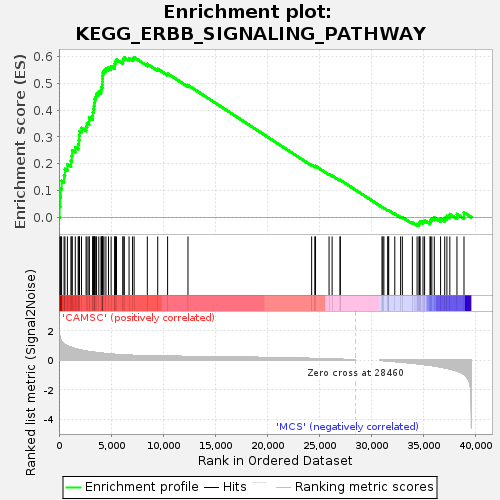 Enrichment plot:
KEGG_ERBB_SIGNALING_PATHWAY
Enrichment score (ES)
0.6
0.5
0.4
0.3
0.2
0.1
0.0
'CAMSC' (positively correlated)
Ranked list metric (Signal2Noise)
2
0
-2
-4
Zero cross at 28460
'MCS' (negatively correlated)
0
5,000
10,000
15,000
20,000
25,000
30,000
35,000
40,000
Rank in Ordered Dataset
Enrichment profile
Hits
Ranking metric scores